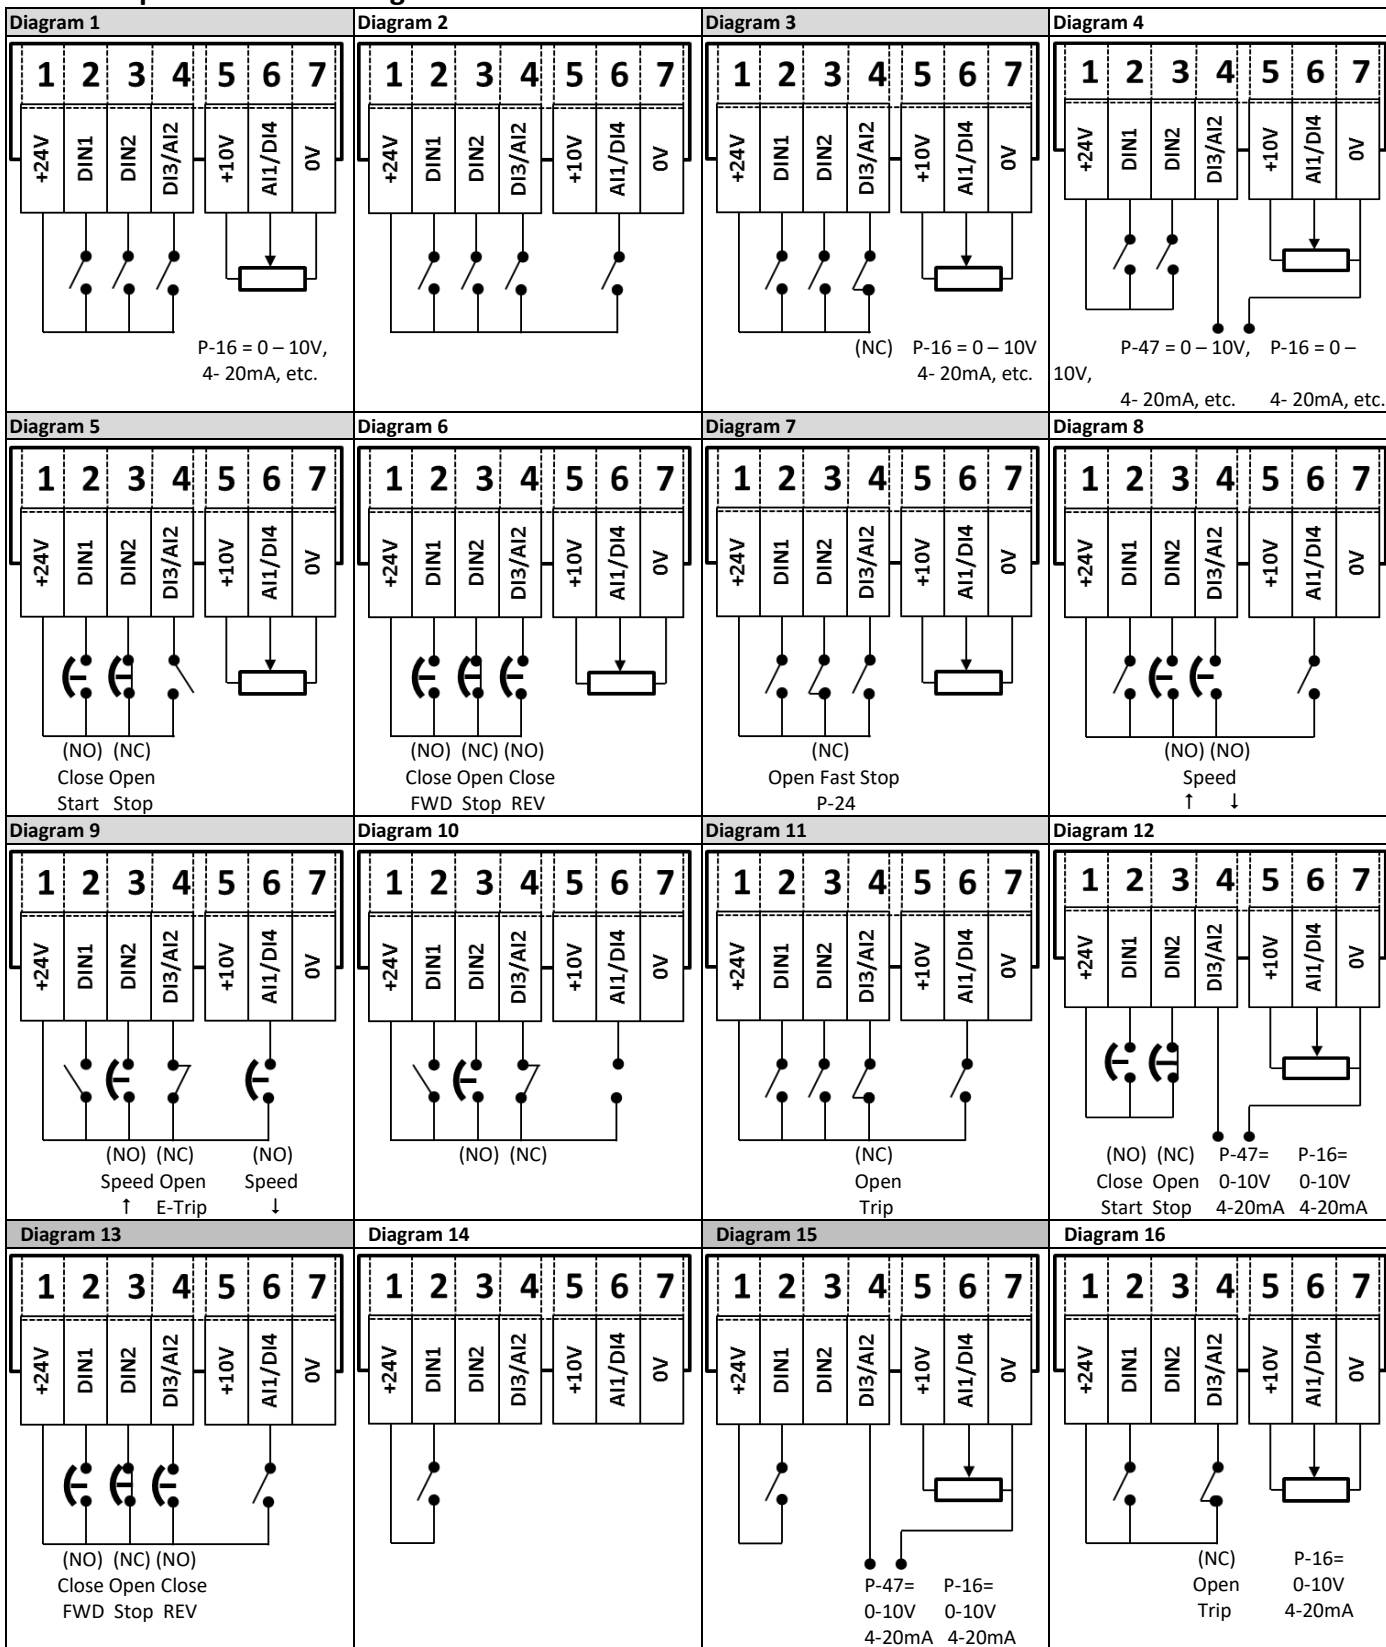 Diagram 1
1 2 3 4 5 6 7
+24V DIN1 DIN2 DI3/AI2 +10V AI1/DI4 0V
P-16 = 0 – 10V,
4- 20mA, etc.
Diagram 2
1 2 3 4 5 6 7
+24V DIN1 DIN2 DI3/AI2 +10V AI1/DI4 0V
Diagram 3
1 2 3 4 5 6 7
+24V DIN1 DIN2 DI3/AI2 +10V AI1/DI4 0V
(NC) P-16 = 0 – 10V
4- 20mA, etc.
Diagram 4
1 2 3 4 5 6 7
+24V DIN1 DIN2 DI3/AI2 +10V AI1/DI4 0V
P-47 = 0 – 10V, P-16 = 0 –
10V,
4- 20mA, etc. 4- 20mA, etc.
Diagram 5
1 2 3 4 5 6 7
+24V DIN1 DIN2 DI3/AI2 +10V AI1/DI4 0V
(NO) (NC)
Close Open
Start Stop
Diagram 6
1 2 3 4 5 6 7
+24V DIN1 DIN2 DI3/AI2 +10V AI1/DI4 0V
(NO) (NC) (NO)
Close Open Close
FWD Stop REV
Diagram 7
1 2 3 4 5 6 7
+24V DIN1 DIN2 DI3/AI2 +10V AI1/DI4 0V
(NC)
Open Fast Stop
P-24
Diagram 8
1 2 3 4 5 6 7
+24V DIN1 DIN2 DI3/AI2 +10V AI1/DI4 0V
(NO) (NO)
Speed
↑ ↓
Diagram 9
1 2 3 4 5 6 7
+24V DIN1 DIN2 DI3/AI2 +10V AI1/DI4 0V
(NO) (NC) (NO)
Speed Open Speed
↑ E-Trip ↓
Diagram 10
1 2 3 4 5 6 7
+24V DIN1 DIN2 DI3/AI2 +10V AI1/DI4 0V
(NO) (NC)
Diagram 11
1 2 3 4 5 6 7
+24V DIN1 DIN2 DI3/AI2 +10V AI1/DI4 0V
(NC)
Open
Trip
Diagram 12
1 2 3 4 5 6 7
+24V DIN1 DIN2 DI3/AI2 +10V AI1/DI4 0V
(NO) (NC) P-47= P-16=
Close Open 0-10V 0-10V
Start Stop 4-20mA 4-20mA
Diagram 13
1 2 3 4 5 6 7
+24V DIN1 DIN2 DI3/AI2 +10V AI1/DI4 0V
(NO) (NC) (NO)
Close Open Close
FWD Stop REV
Diagram 14
1 2 3 4 5 6 7
+24V DIN1 DIN2 DI3/AI2 +10V AI1/DI4 0V
Diagram 15
1 2 3 4 5 6 7
+24V DIN1 DIN2 DI3/AI2 +10V AI1/DI4 0V
P-47= P-16=
0-10V 0-10V
4-20mA 4-20mA
Diagram 16
1 2 3 4 5 6 7
+24V DIN1 DIN2 DI3/AI2 +10V AI1/DI4 0V
(NC) P-16=
Open 0-10V
Trip 4-20mA